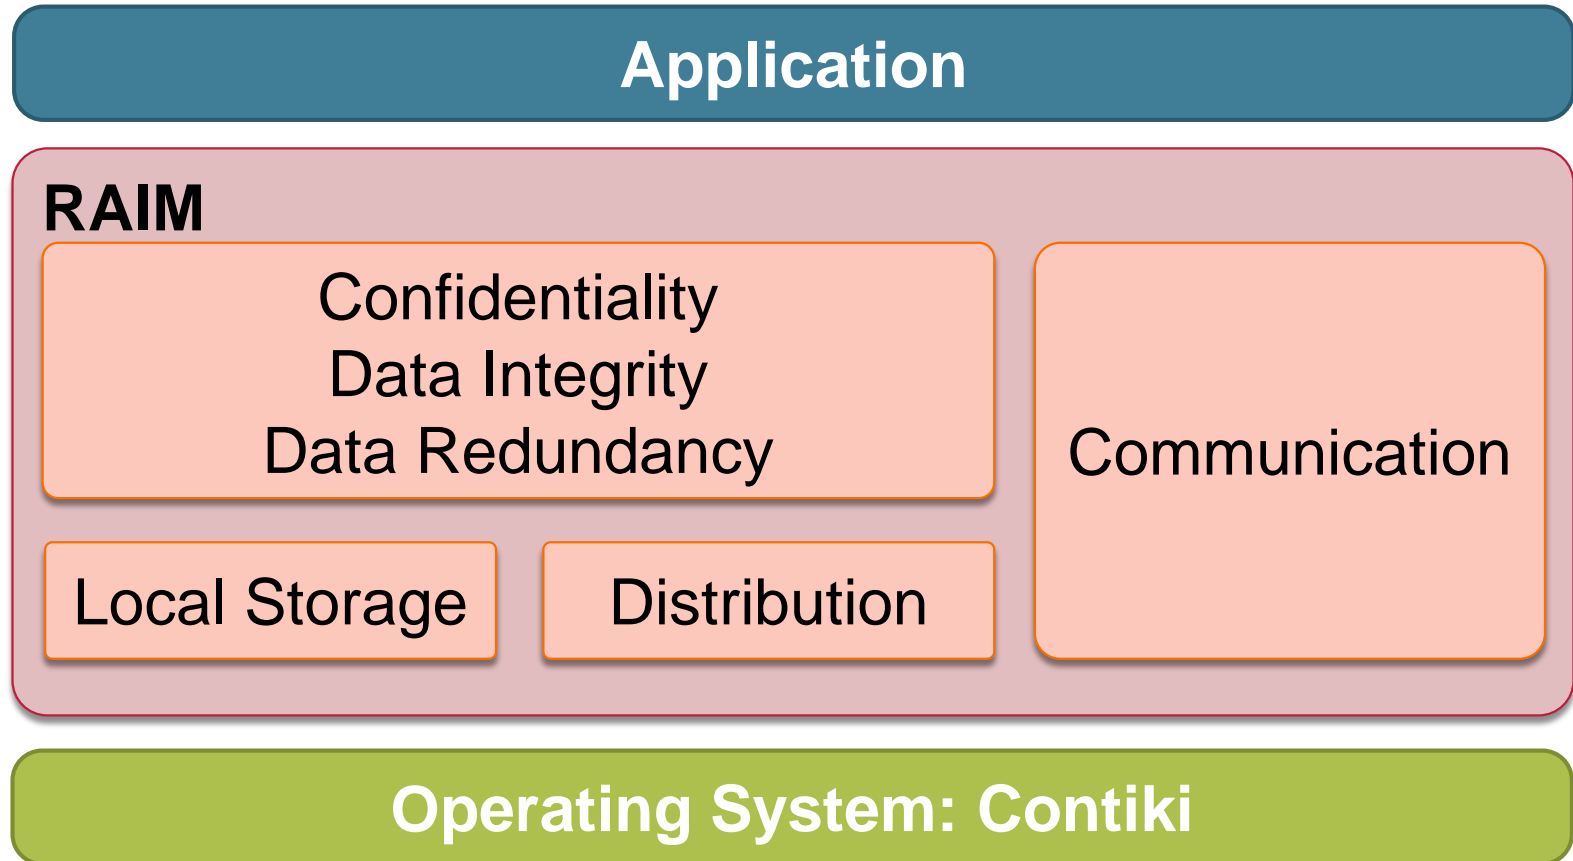 Application
RAIM
Confidentiality
Data Integrity
Data Redundancy
Communication
Local Storage
Distribution
Operating System: Contiki